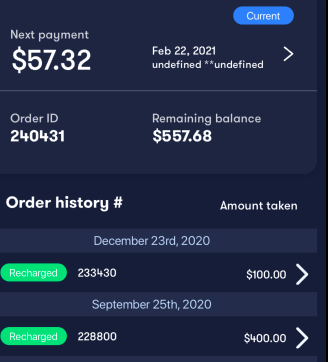 Current
Next payment
$57.32
Feb 22, 2021
undefined **undefined
Order ID
240431
Remaining balance
$557.68
Order history #
Amount taken
December 23rd, 2020
Recharged 233430 $100.00
September 25th, 2020
Recharged 228800 $400.00